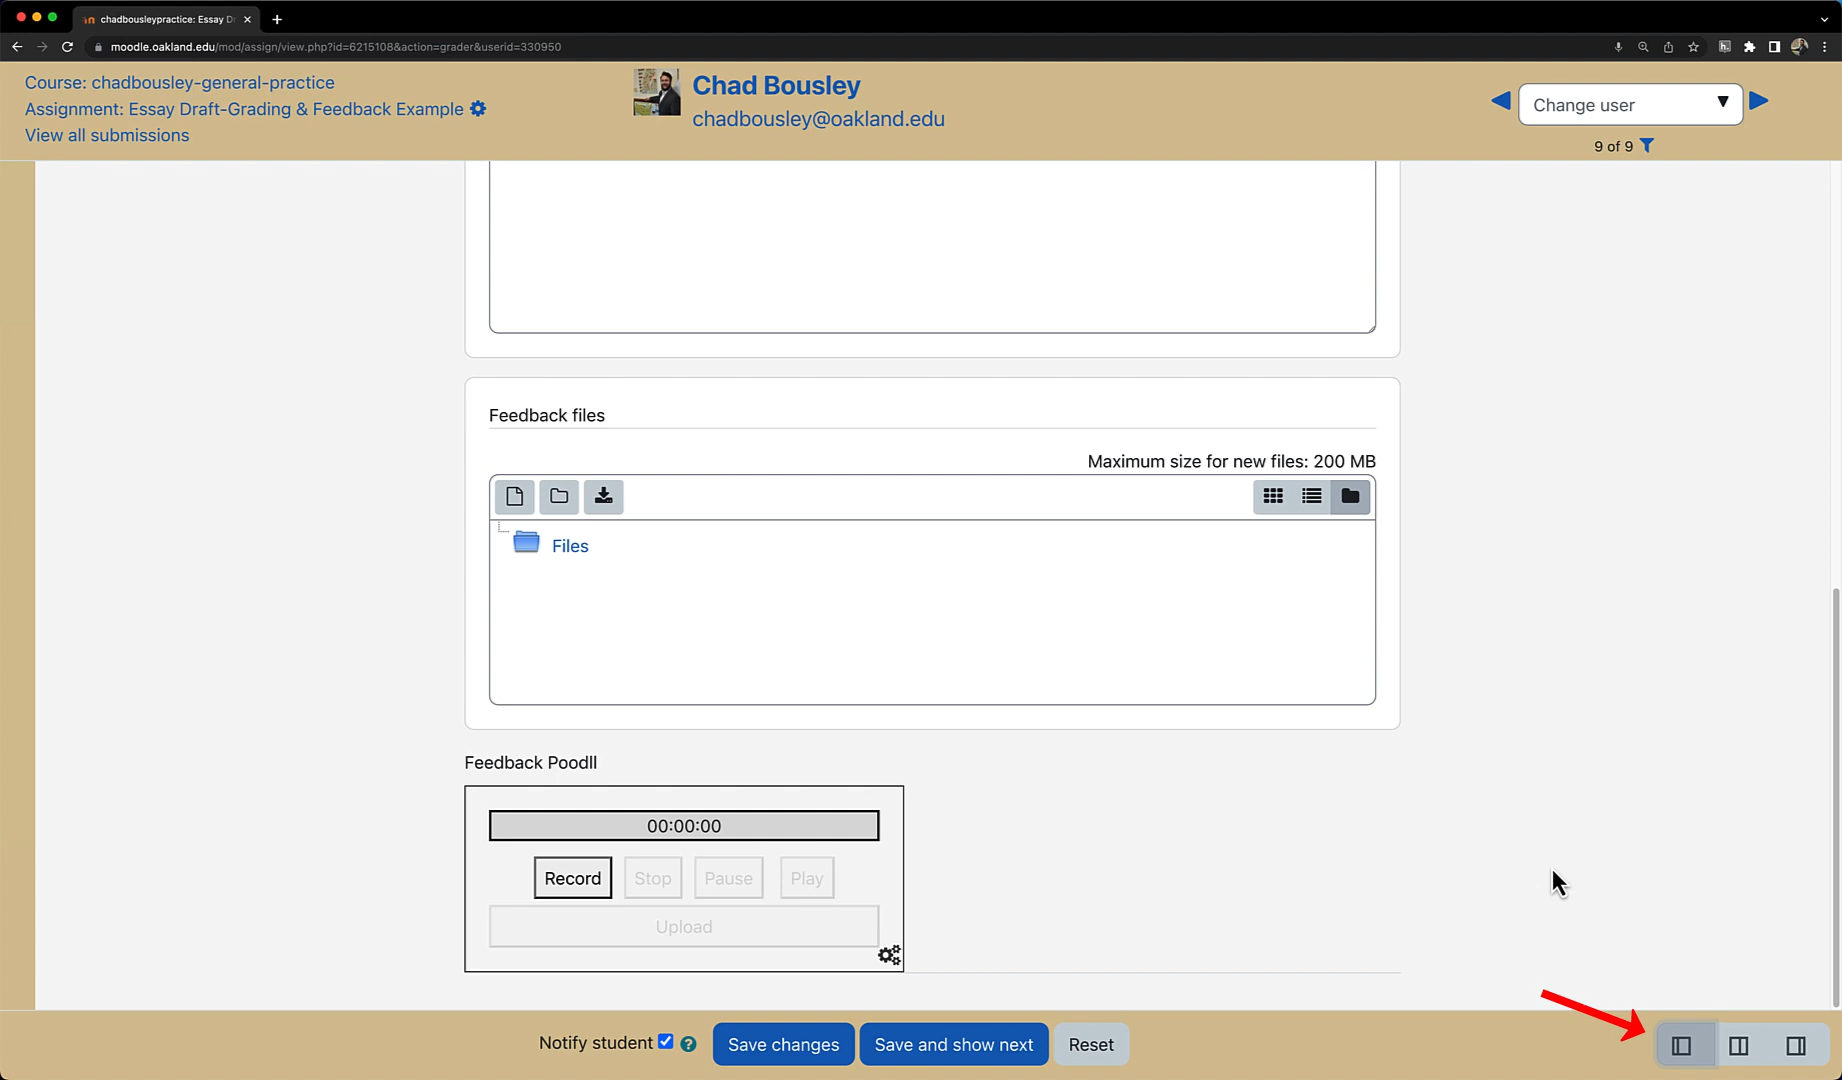 chadbousleypractice: Essay D
moodle.oakland.edu/mod/assign/view.php?id=6215108&action=grader&userid=330950
Course: chadbousley-general-practice
Assignment: Essay Draft-Grading & Feedback Example
View all submissions
Chad Bousley
chadbousley@oakland.edu
Change user
9 of 9
Feedback files
Maximum size for new files: 200 MB
Files
Feedback Poodll
00:00:00
Record Stop Pause Play
Upload
Notify student ? Save changes Save and show next Reset